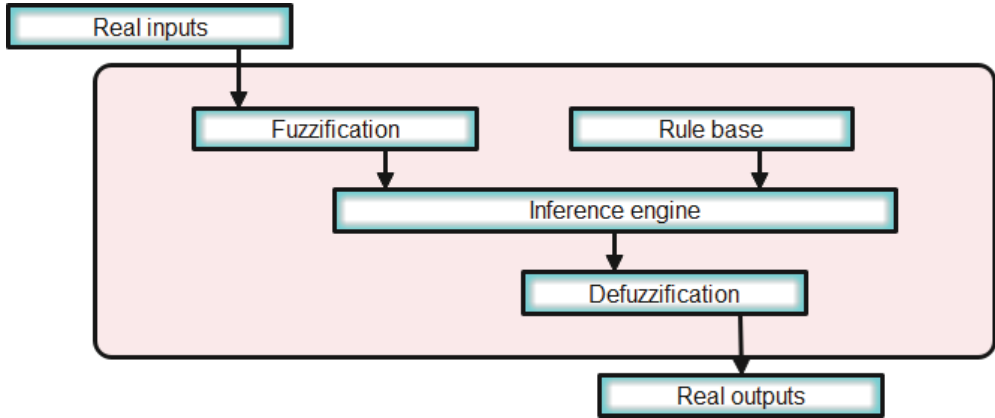 Real inputs
Fuzzification
Rule base
Inference engine
Defuzzification
Real outputs